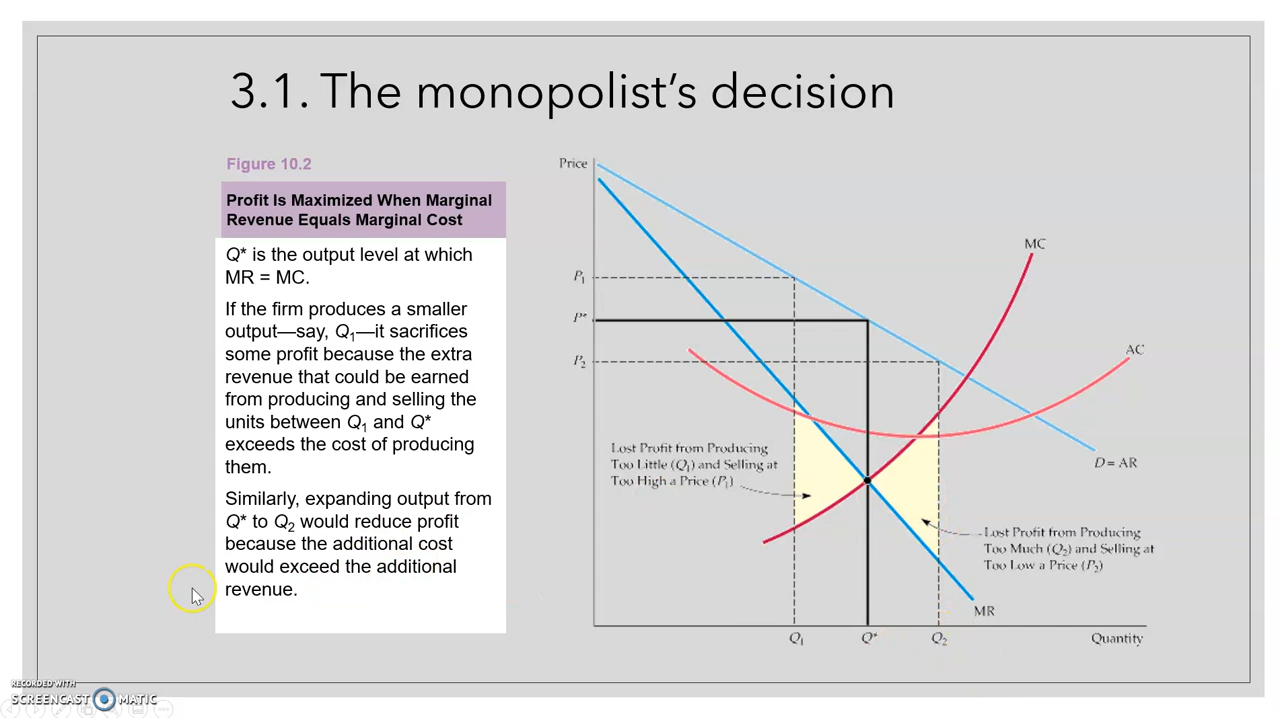 3.1. The monopolist’s decision
Figure 10.2
Profit Is Maximized When Marginal
Revenue Equals Marginal Cost
Q* is the output level at which
MR = MC.
If the firm produces a smaller
output—say, Q₁—it sacrifices
some profit because the extra
revenue that could be earned
from producing and selling the
units between Q₁ and Q*
exceeds the cost of producing
them.
Similarly, expanding output from
Q* to Q₂ would reduce profit
because the additional cost
would exceed the additional
revenue.
Price
P₁
P*
P₂
MC
AC
D = AR
Lost Profit from Producing
Too Little (Q₁) and Selling at
Too High a Price (P₁)
Lost Profit from Producing
Too Much (Q₂) and Selling at
Too Low a Price (P₂)
MR
Q₁
Q*
Q₂
Quantity
RECORDED WITH
SCREENCAST MATIC